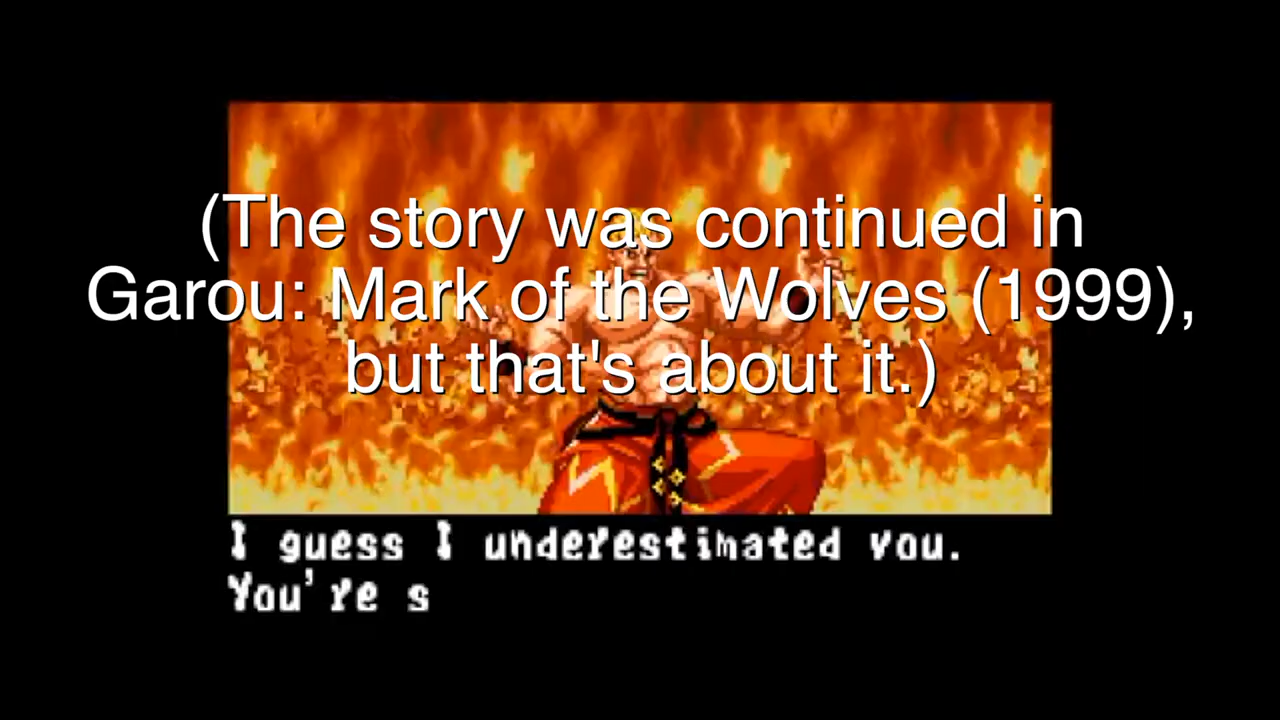 (The story was continued in
Garou: Mark of the Wolves (1999),
but that's about it.)
I guess I underestimated you.
You're s